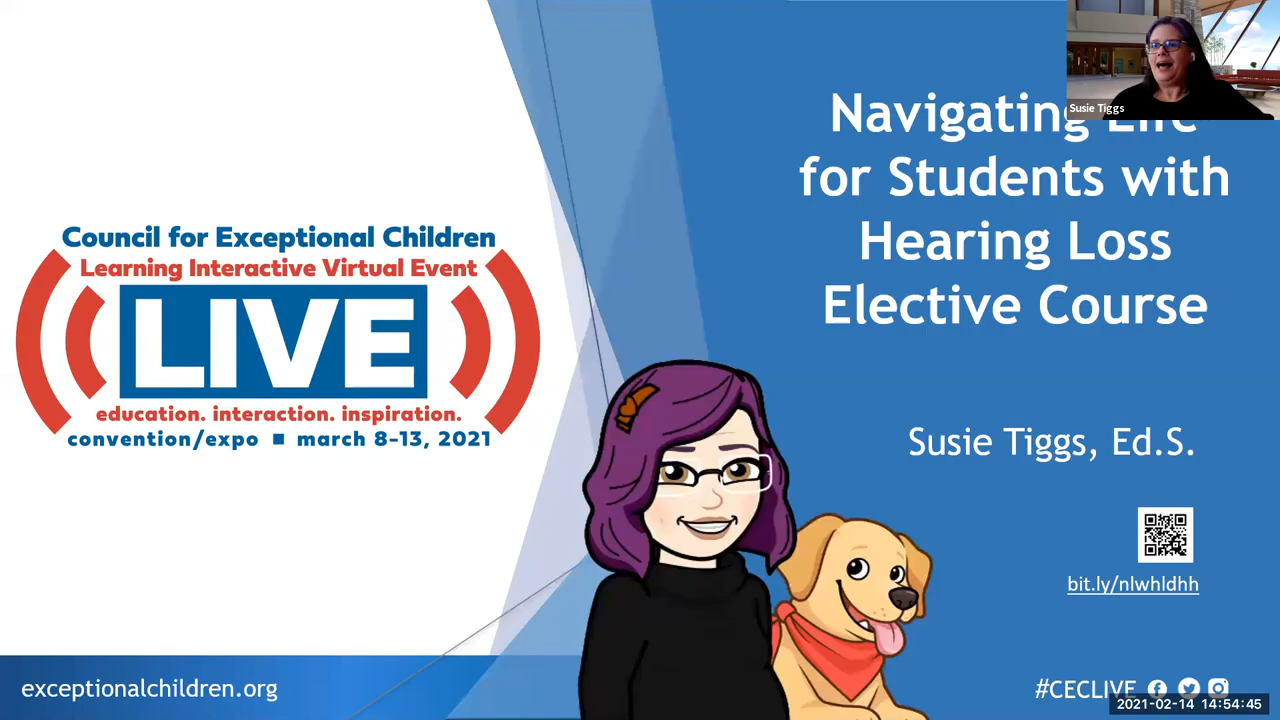 Council for Exceptional Children
Learning Interactive Virtual Event
LIVE
education. interaction. inspiration.
convention/expo ■ march 8-13, 2021
exceptionalchildren.org
Susie Tiggs
Navigating Life
for Students with
Hearing Loss
Elective Course
Susie Tiggs, Ed.S.
bit.ly/nlwhldhh
#CECLIVE
2021-02-14 14:54:45